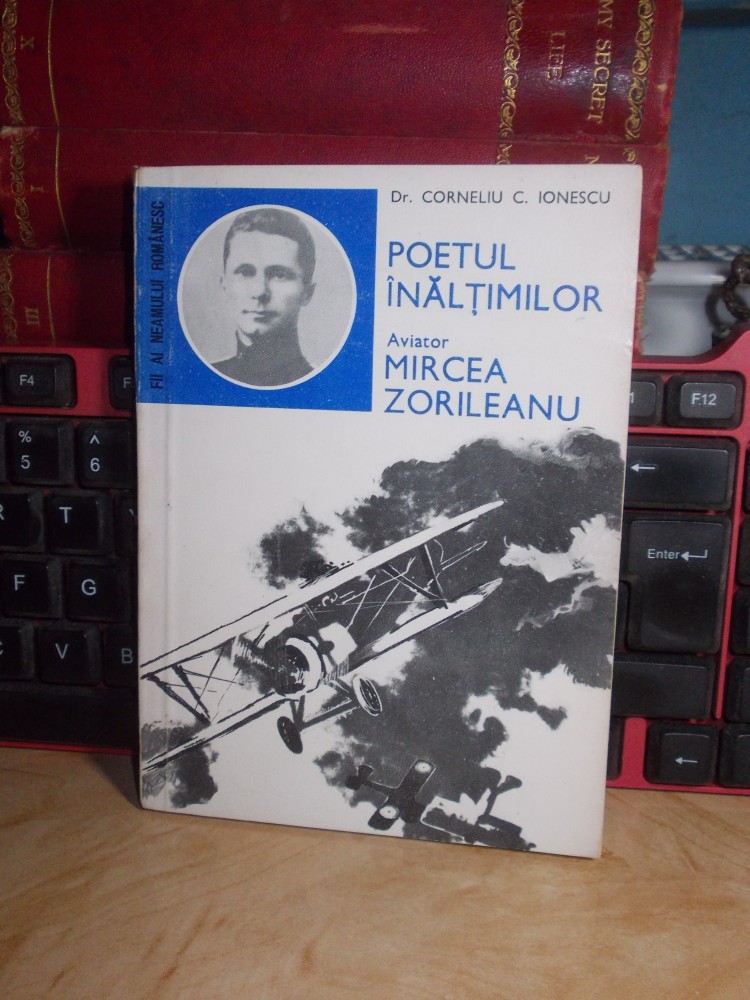 MY SECRET
LIFE
X
I
III
Dr. CORNELIU C. IONESCU
FII AI NEAMULUI ROMÂNESC
POETUL
ÎNĂLȚIMILOR
Aviator
MIRCEA
ZORILEANU
F4
F12
%
5
^
6
T
F
G
V
B
Enter